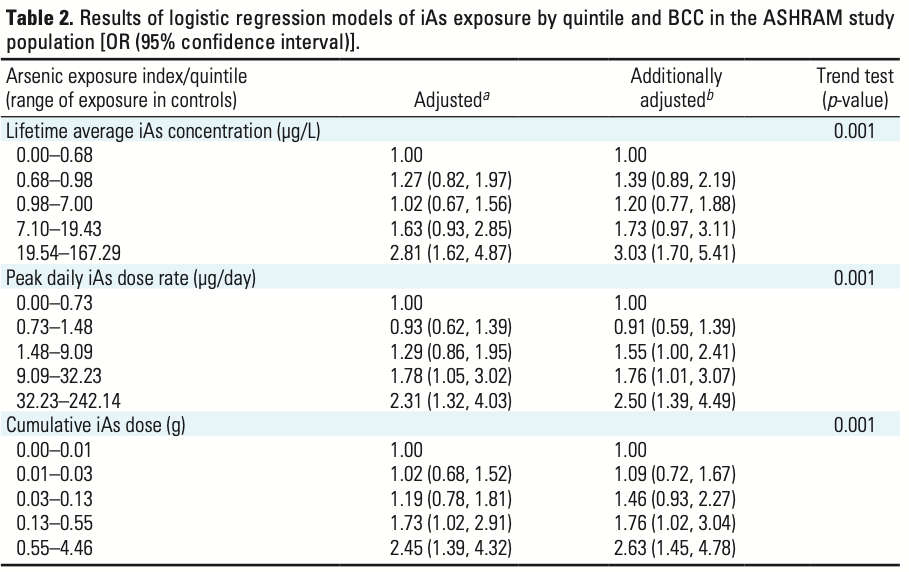 Table 2. Results of logistic regression models of iAs exposure by quintile and BCC in the ASHRAM study
population [OR (95% confidence interval)].
Arsenic exposure index/quintile
(range of exposure in controls) Adjusteda Additionally
adjustedb Trend test
(p-value)
Lifetime average iAs concentration (µg/L) 0.001
0.00–0.68 1.00 1.00
0.68–0.98 1.27 (0.82, 1.97) 1.39 (0.89, 2.19)
0.98–7.00 1.02 (0.67, 1.56) 1.20 (0.77, 1.88)
7.10–19.43 1.63 (0.93, 2.85) 1.73 (0.97, 3.11)
19.54–167.29 2.81 (1.62, 4.87) 3.03 (1.70, 5.41)
Peak daily iAs dose rate (µg/day) 0.001
0.00–0.73 1.00 1.00
0.73–1.48 0.93 (0.62, 1.39) 0.91 (0.59, 1.39)
1.48–9.09 1.29 (0.86, 1.95) 1.55 (1.00, 2.41)
9.09–32.23 1.78 (1.05, 3.02) 1.76 (1.01, 3.07)
32.23–242.14 2.31 (1.32, 4.03) 2.50 (1.39, 4.49)
Cumulative iAs dose (g) 0.001
0.00–0.01 1.00 1.00
0.01–0.03 1.02 (0.68, 1.52) 1.09 (0.72, 1.67)
0.03–0.13 1.19 (0.78, 1.81) 1.46 (0.93, 2.27)
0.13–0.55 1.73 (1.02, 2.91) 1.76 (1.02, 3.04)
0.55–4.46 2.45 (1.39, 4.32) 2.63 (1.45, 4.78)